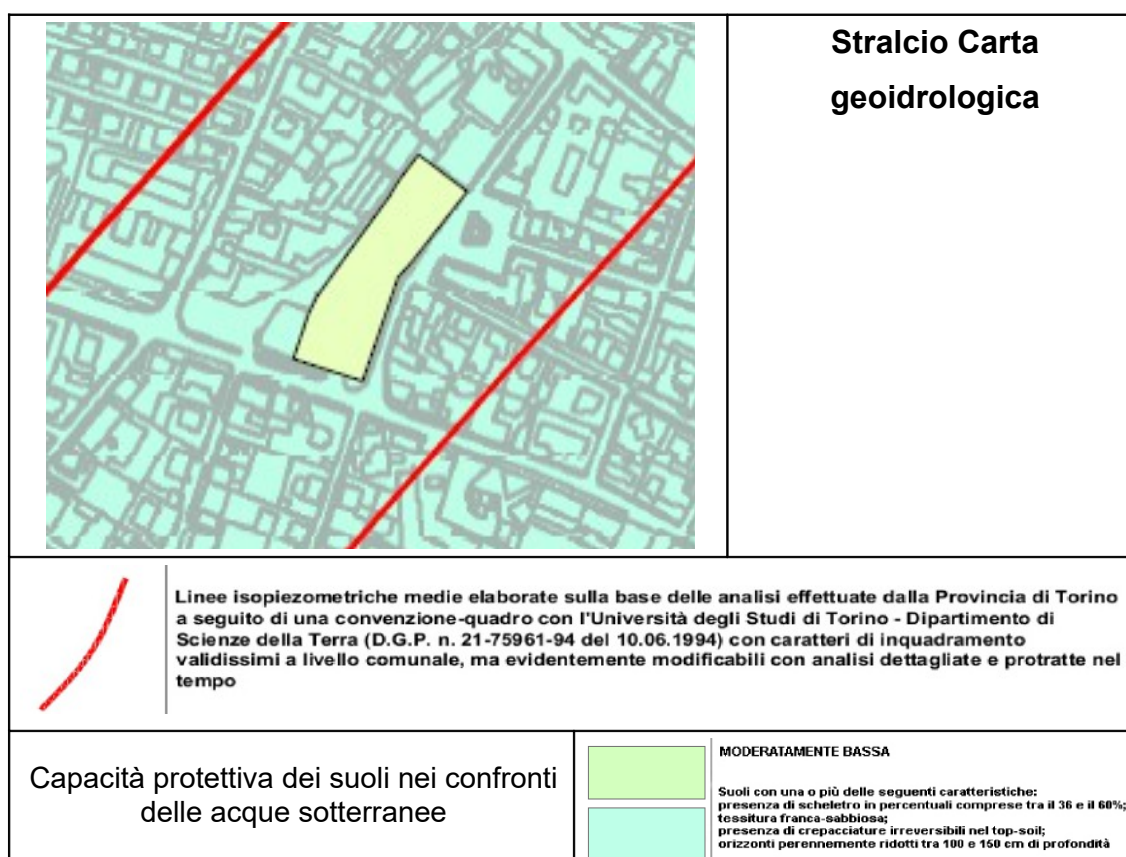 Stralcio Carta
geoidrologica
Linee isopiezometriche medie elaborate sulla base delle analisi effettuate dalla Provincia di Torino
a seguito di una convenzione-quadro con l'Università degli Studi di Torino - Dipartimento di
Scienze della Terra (D.G.P. n. 21-75961-94 del 10.06.1994) con caratteri di inquadramento
validissimi a livello comunale, ma evidentemente modificabili con analisi dettagliate e protratte nel
tempo
Capacità protettiva dei suoli nei confronti
delle acque sotterranee
MODERATAMENTE BASSA
Suoli con una o più delle seguenti caratteristiche:
presenza di scheletro in percentuali comprese tra il 36 e il 60%;
tessitura franca-sabbiosa;
presenza di crepacciature irreversibili nel top-soil;
orizzonti perennemente ridotti tra 100 e 150 cm di profondità